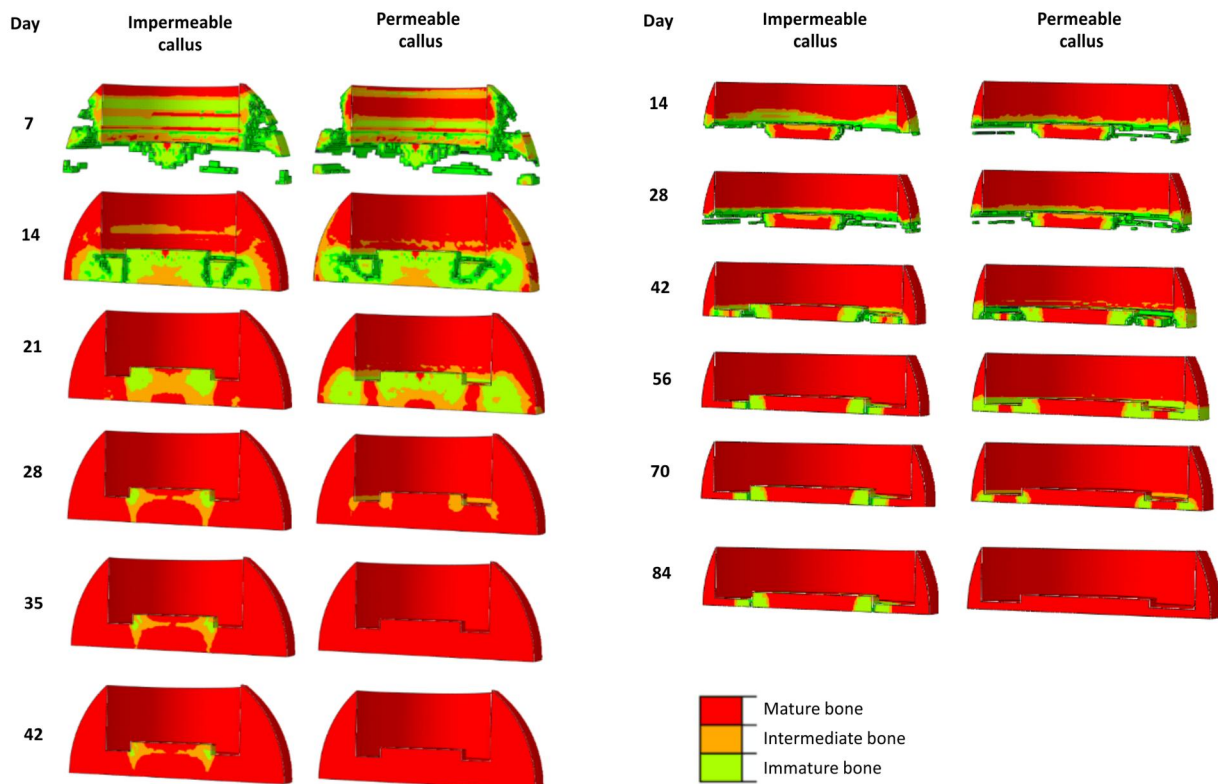 Day
Impermeable
callus
Permeable
callus
7
14
21
28
35
42
Impermeable
callus
Permeable
callus
14
28
42
56
70
84
Mature bone
Intermediate bone
Immature bone